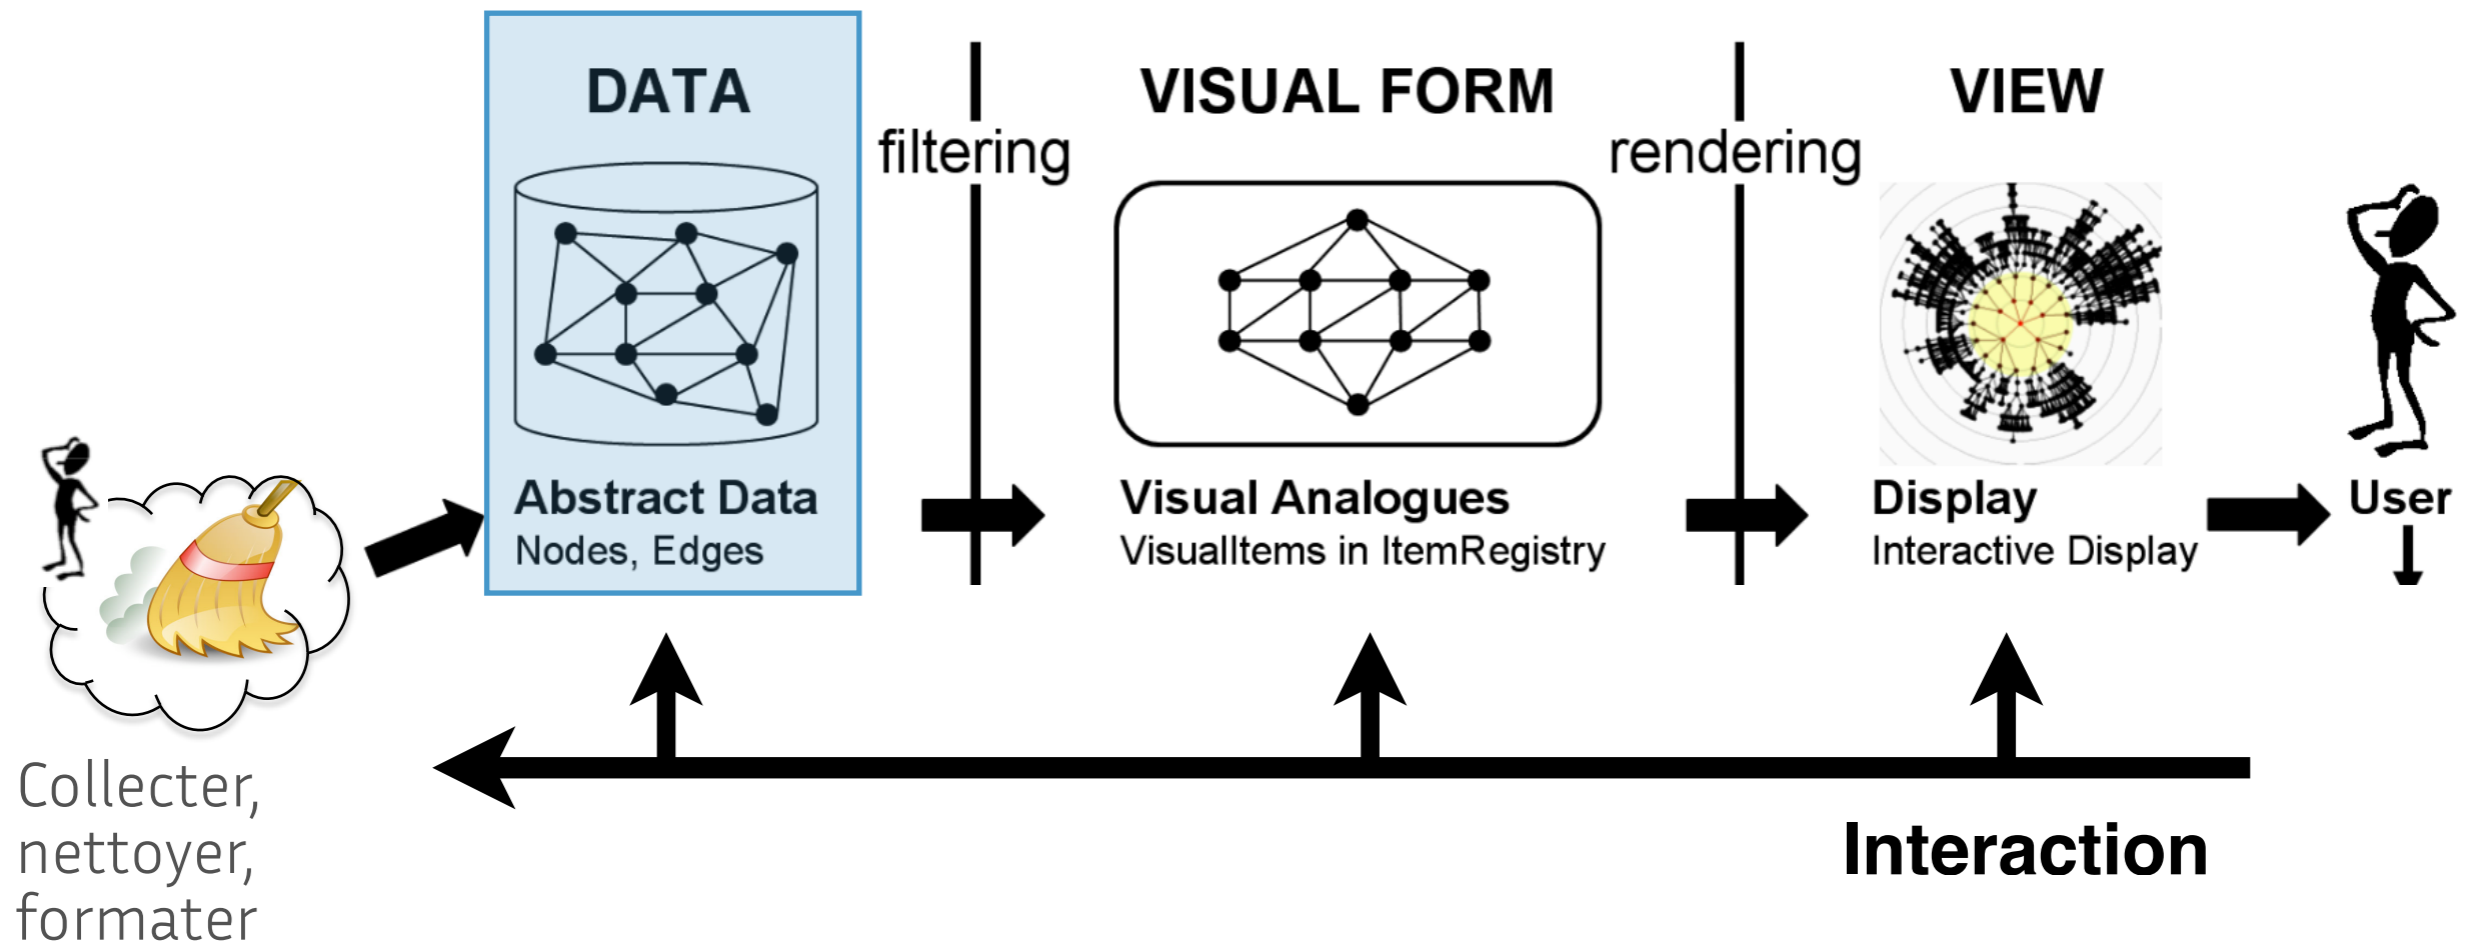 DATA
filtering
VISUAL FORM
rendering
VIEW
Abstract Data
Nodes, Edges
Visual Analogues
VisualItems in ItemRegistry
Display
Interactive Display
User
Collecter,
nettoyer,
formater
Interaction